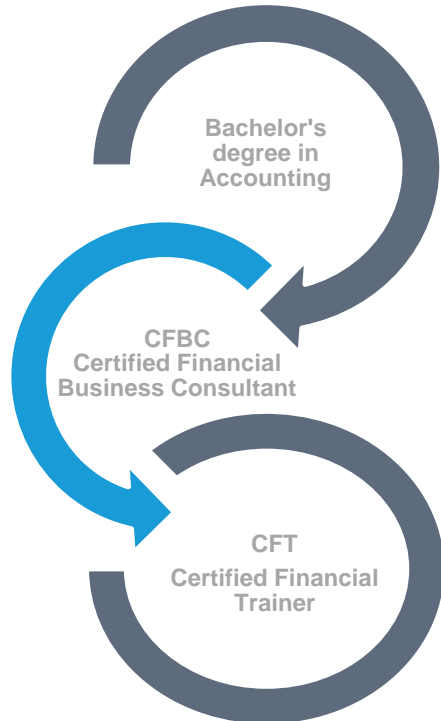 Bachelor's
degree in
Accounting
CFBC
Certified Financial
Business Consultant
CFT
Certified Financial
Trainer